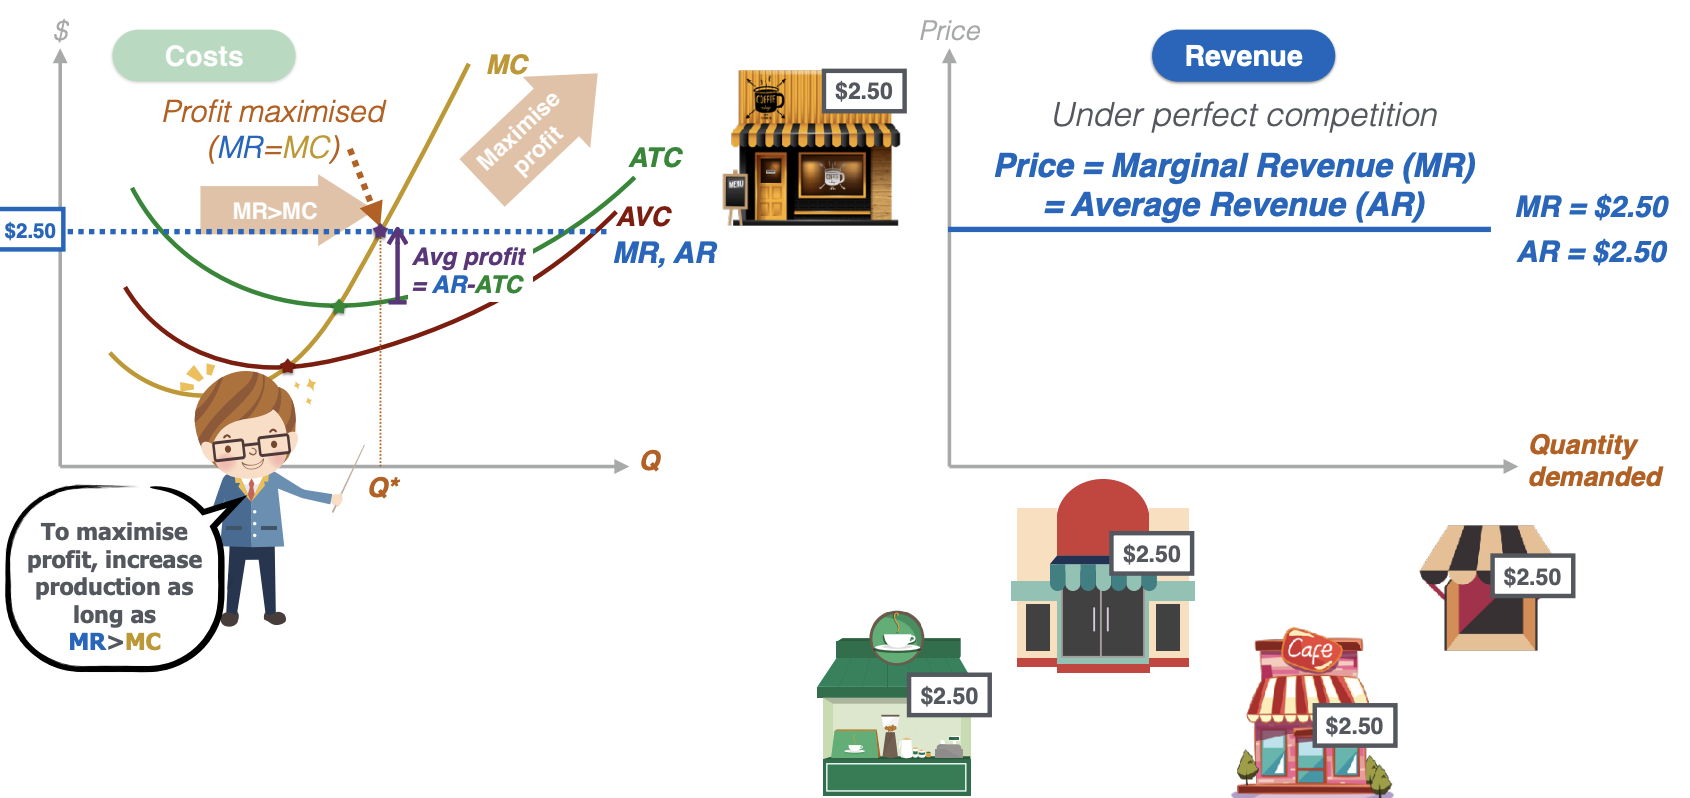 $
Costs
MC
Profit maximised
(MR=MC)
Maximise
profit
ATC
MR>MC
AVC
$2.50
MR, AR
Avg profit
= AR-ATC
Q
Q*
To maximise
profit, increase
production as
long as
MR>MC
COFFEE
$2.50
MENU
COFFEE
Price
Revenue
Under perfect competition
Price = Marginal Revenue (MR)
= Average Revenue (AR)
MR = $2.50
AR = $2.50
Quantity
demanded
$2.50
$2.50
$2.50
Cafe
$2.50